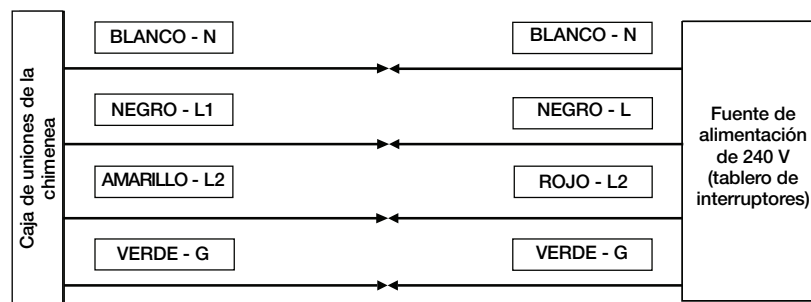 Caja de uniones de la
chimenea
BLANCO - N
BLANCO - N
NEGRO - L1
NEGRO - L
AMARILLO - L2
ROJO - L2
VERDE - G
VERDE - G
Fuente de
alimentación
de 240 V
(tablero de
interruptores)